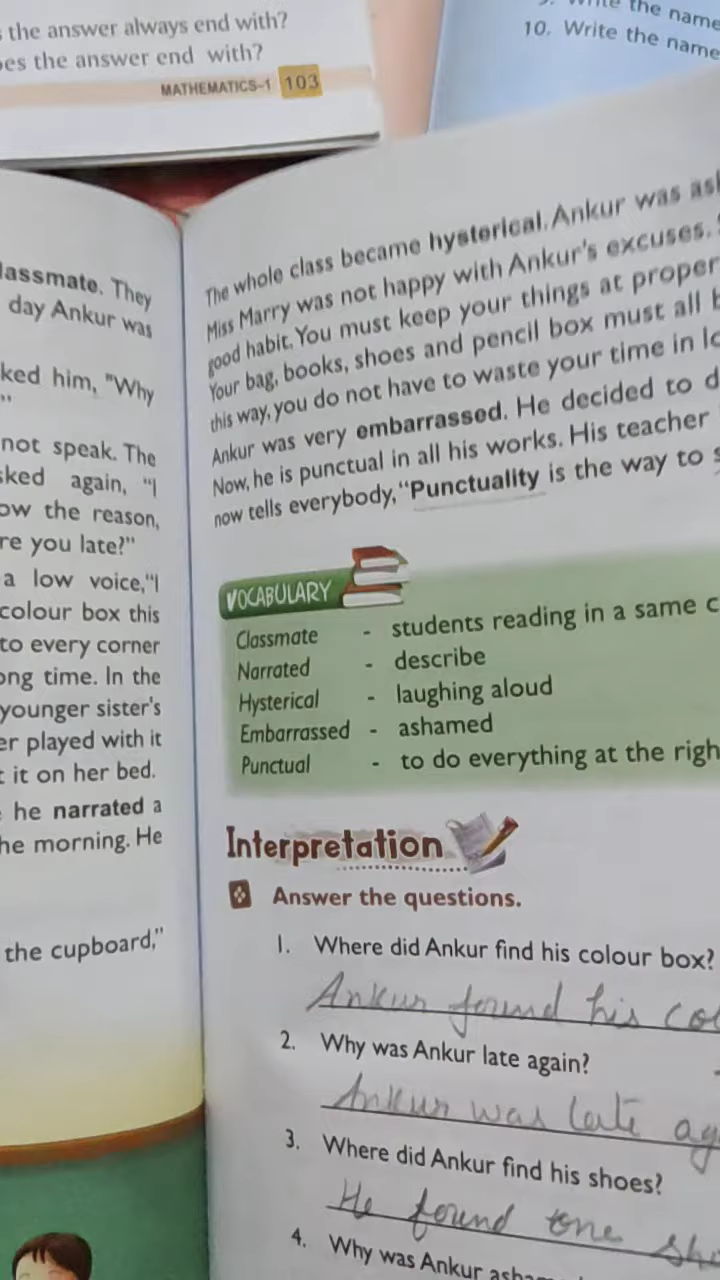 the answer always end with?
es the answer end with?
MATHEMATICS-1 103
the name
10. Write the name
lassmate. They
day Ankur was
ked him, "Why
not speak. The
sked again, "I
ow the reason,
re you late?"
a low voice,"I
colour box this
to every corner
ong time. In the
younger sister's
er played with it
it on her bed.
he narrated a
he morning. He
the cupboard,"
The whole class became hysterical. Ankur was as
Miss Marry was not happy with Ankur's excuses.
good habit. You must keep your things at proper
Your bag, books, shoes and pencil box must all b
this way, you do not have to waste your time in lo
Ankur was very embarrassed. He decided to d
Now, he is punctual in all his works. His teacher
now tells everybody, "Punctuality is the way to s
VOCABULARY
Classmate - students reading in a same c
Narrated - describe
Hysterical - laughing aloud
Embarrassed - ashamed
Punctual - to do everything at the righ
Interpretation
Answer the questions.
1. Where did Ankur find his colour box?
Ankur found his col
2. Why was Ankur late again?
Ankur was late ag
3. Where did Ankur find his shoes?
He found one sho
4. Why was Ankur asham